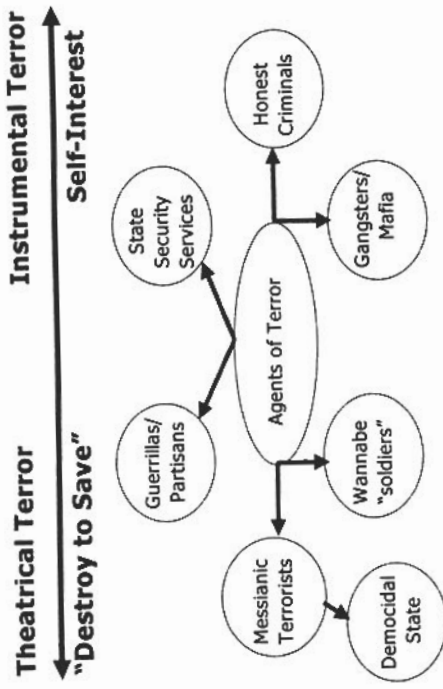 Theatrical Terror
Instrumental Terror
“Destroy to Save”
Self-Interest
Guerrillas/
Partisans
State
Security
Services
Messianic
Terrorists
Agents of Terror
Honest
Criminals
Democidal
State
Wannabe
“soldiers”
Gangsters/
Mafia